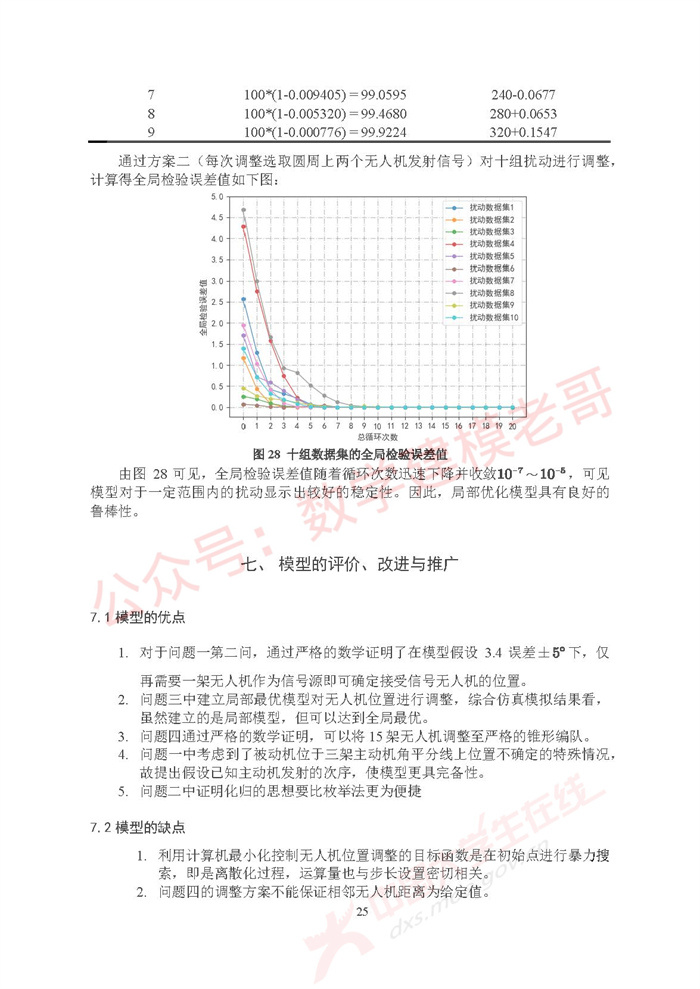 7 100*(1-0.009405) = 99.0595 240-0.0677
8 100*(1-0.005320) = 99.4680 280+0.0653
9 100*(1-0.000776) = 99.9224 320+0.1547
通过方案二（每次调整选取圆周上两个无人机发射信号）对十组扰动进行调整，
计算得全局检验误差值如下图：
5.0
4.5
4.0
3.5
3.0
2.5
2.0
1.5
1.0
0.5
0.0
全局检验误差值
扰动数据集1
扰动数据集2
扰动数据集3
扰动数据集4
扰动数据集5
扰动数据集6
扰动数据集7
扰动数据集8
扰动数据集9
扰动数据集10
0 1 2 3 4 5 6 7 8 9 10 11 12 13 14 15 16 17 18 19 20
总循环次数
图 28 十组数据集的全局检验误差值
由图 28 可见，全局检验误差值随着循环次数迅速下降并收敛10⁻⁷～10⁻⁵，可见
模型对于一定范围内的扰动显示出较好的稳定性。因此，局部优化模型具有良好的
鲁棒性。
七、 模型的评价、改进与推广
7.1 模型的优点
1. 对于问题一第二问，通过严格的数学证明了在模型假设 3.4 误差±5°下，仅
再需要一架无人机作为信号源即可确定接受信号无人机的位置。
2. 问题三中建立局部最优模型对无人机位置进行调整，综合仿真模拟结果看，
虽然建立的是局部模型，但可以达到全局最优。
3. 问题四通过严格的数学证明，可以将 15 架无人机调整至严格的锥形编队。
4. 问题一中考虑到了被动机位于三架主动机角平分线上位置不确定的特殊情况，
故提出假设已知主动机发射的次序，使模型更具完备性。
5. 问题二中证明化归的思想要比枚举法更为便捷
7.2 模型的缺点
1. 利用计算机最小化控制无人机位置调整的目标函数是在初始点进行暴力搜
索，即是离散化过程，运算量也与步长设置密切相关。
2. 问题四的调整方案不能保证相邻无人机距离为给定值。
25
公众号：数学建模老哥